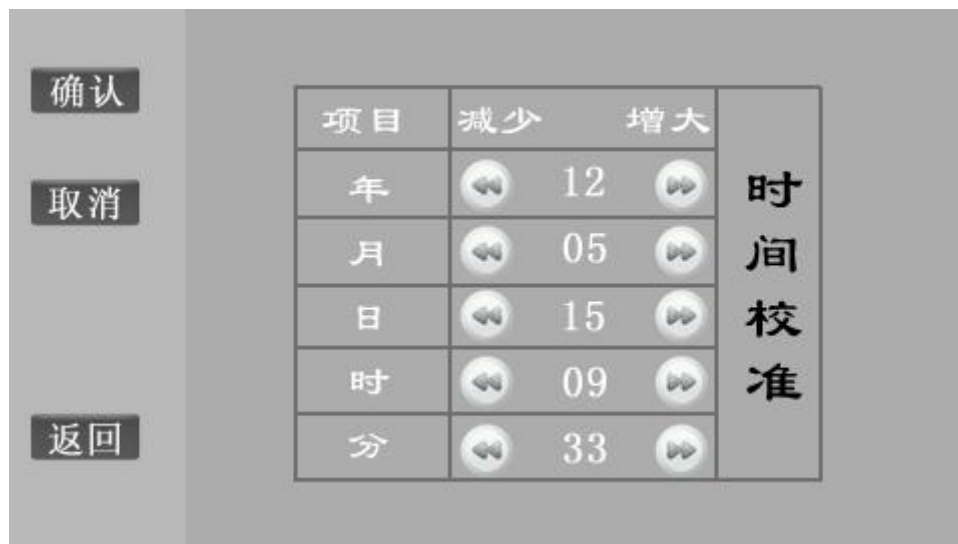 确认
取消
返回
项目 减少 增大
年 12
月 05
日 15
时 09
分 33
时间校准